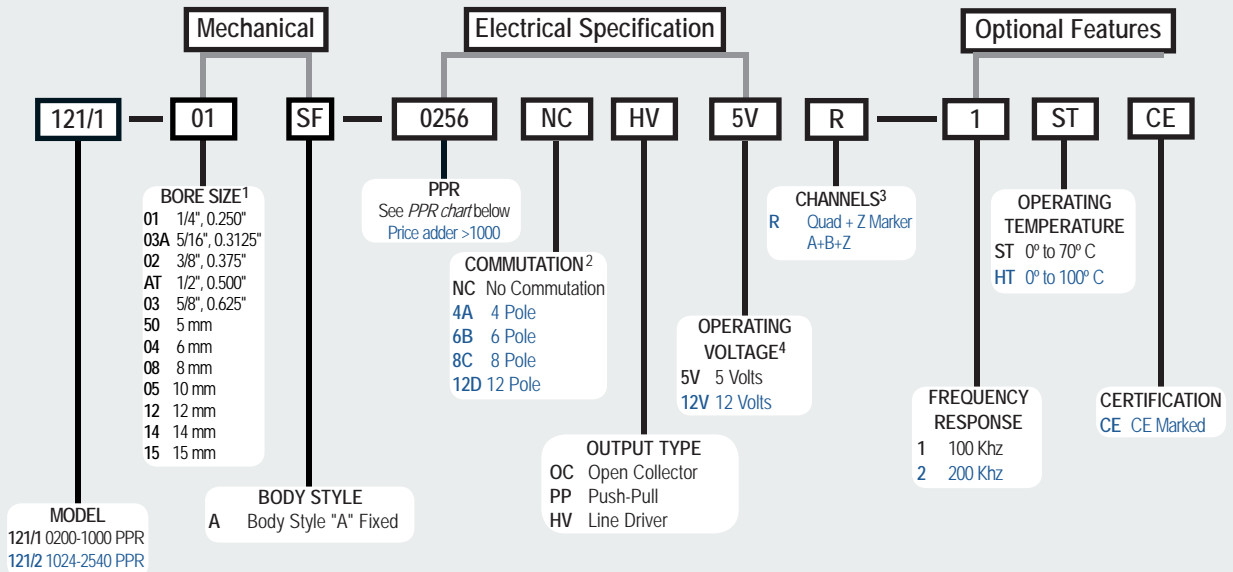 Mechanical
Electrical Specification
Optional Features
121/1
01
SF
0256
NC
HV
5V
R
1
ST
CE
BORE SIZE1
01 1/4", 0.250"
03A 5/16", 0.3125"
02 3/8", 0.375"
AT 1/2", 0.500"
03 5/8", 0.625"
50 5 mm
04 6 mm
08 8 mm
05 10 mm
12 12 mm
14 14 mm
15 15 mm
PPR
See PPR chart below
Price adder >1000
CHANNELS3
R Quad + Z Marker
A+B+Z
OPERATING
TEMPERATURE
ST 0º to 70º C
HT 0º to 100º C
COMMUTATION2
NC No Commutation
4A 4 Pole
6B 6 Pole
8C 8 Pole
12D 12 Pole
OPERATING
VOLTAGE4
5V 5 Volts
12V 12 Volts
FREQUENCY
RESPONSE
1 100 Khz
2 200 Khz
CERTIFICATION
CE CE Marked
OUTPUT TYPE
OC Open Collector
PP Push-Pull
HV Line Driver
BODY STYLE
A Body Style "A" Fixed
MODEL
121/1 0200-1000 PPR
121/2 1024-2540 PPR